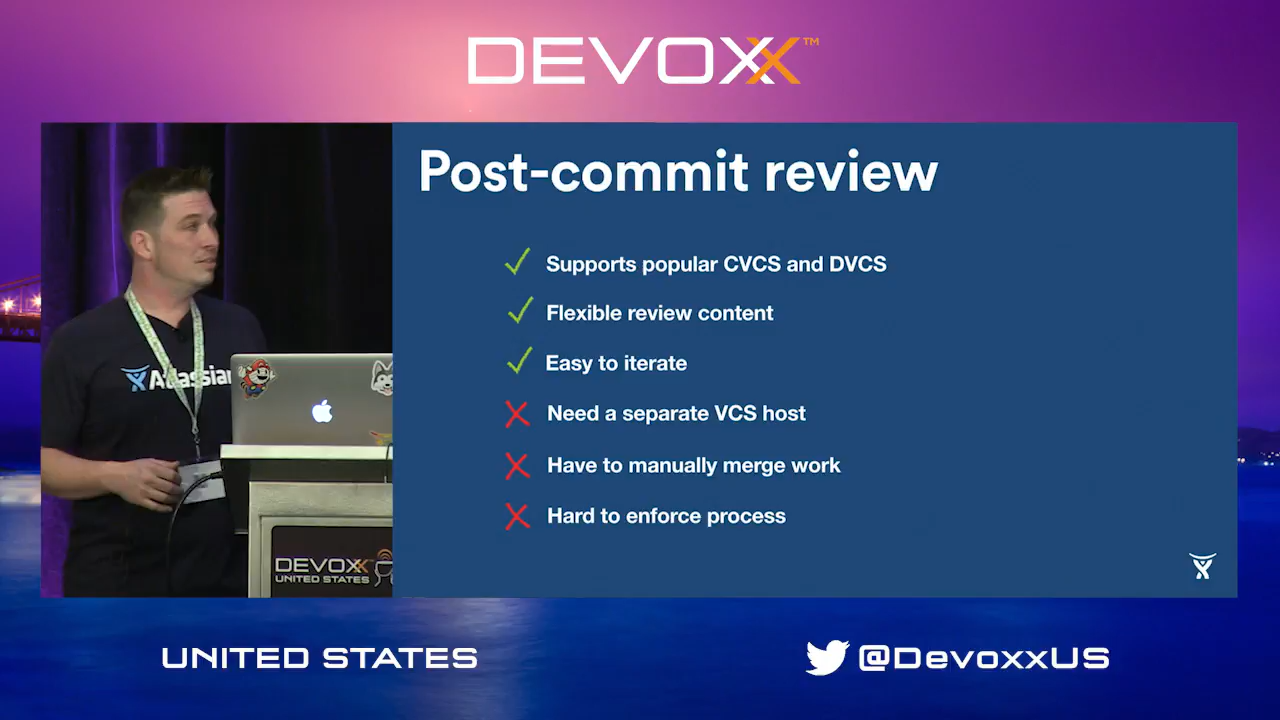 DEVOXX™
Post-commit review
Supports popular CVCS and DVCS
Flexible review content
Easy to iterate
Need a separate VCS host
Have to manually merge work
Hard to enforce process
Atlassian
DEVOXX
UNITED STATES
UNITED STATES
@DevoxxUS